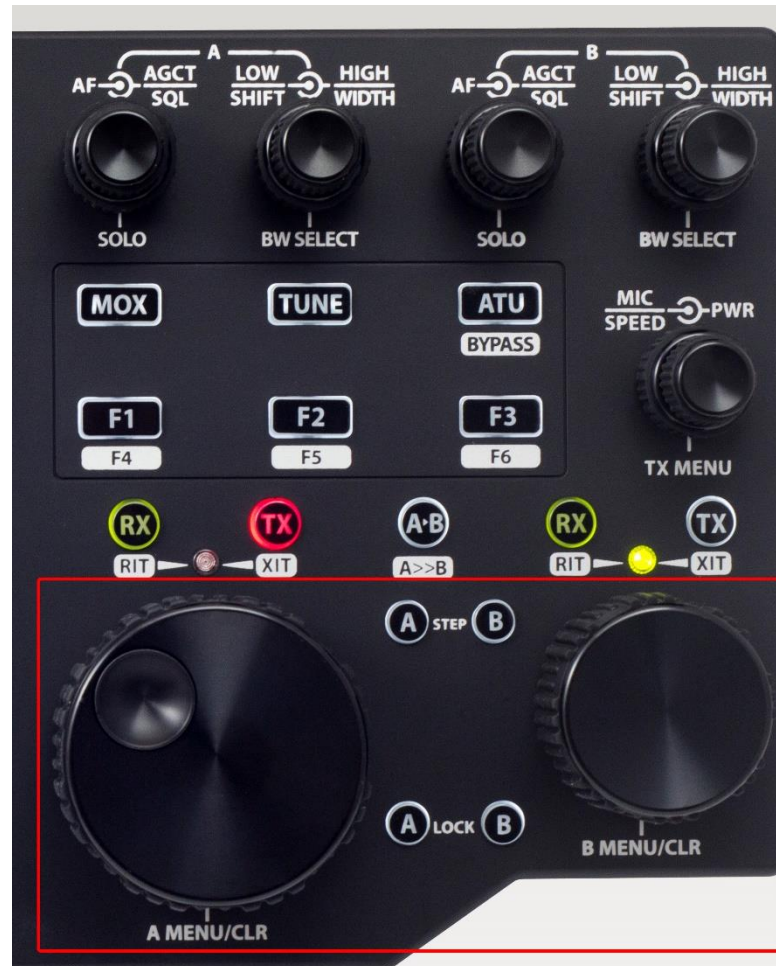 A B
AF AGCT LOW HIGH AF AGCT LOW HIGH
SQL SHIFT WIDTH SQL SHIFT WIDTH
SOLO BW SELECT SOLO BW SELECT
MOX TUNE ATU
BYPASS
MIC PWR
SPEED
F1 F2 F3
F4 F5 F6
TX MENU
RX TX A▸B RX TX
RIT XIT A>>B RIT XIT
A STEP B
A LOCK B
B MENU/CLR
A MENU/CLR